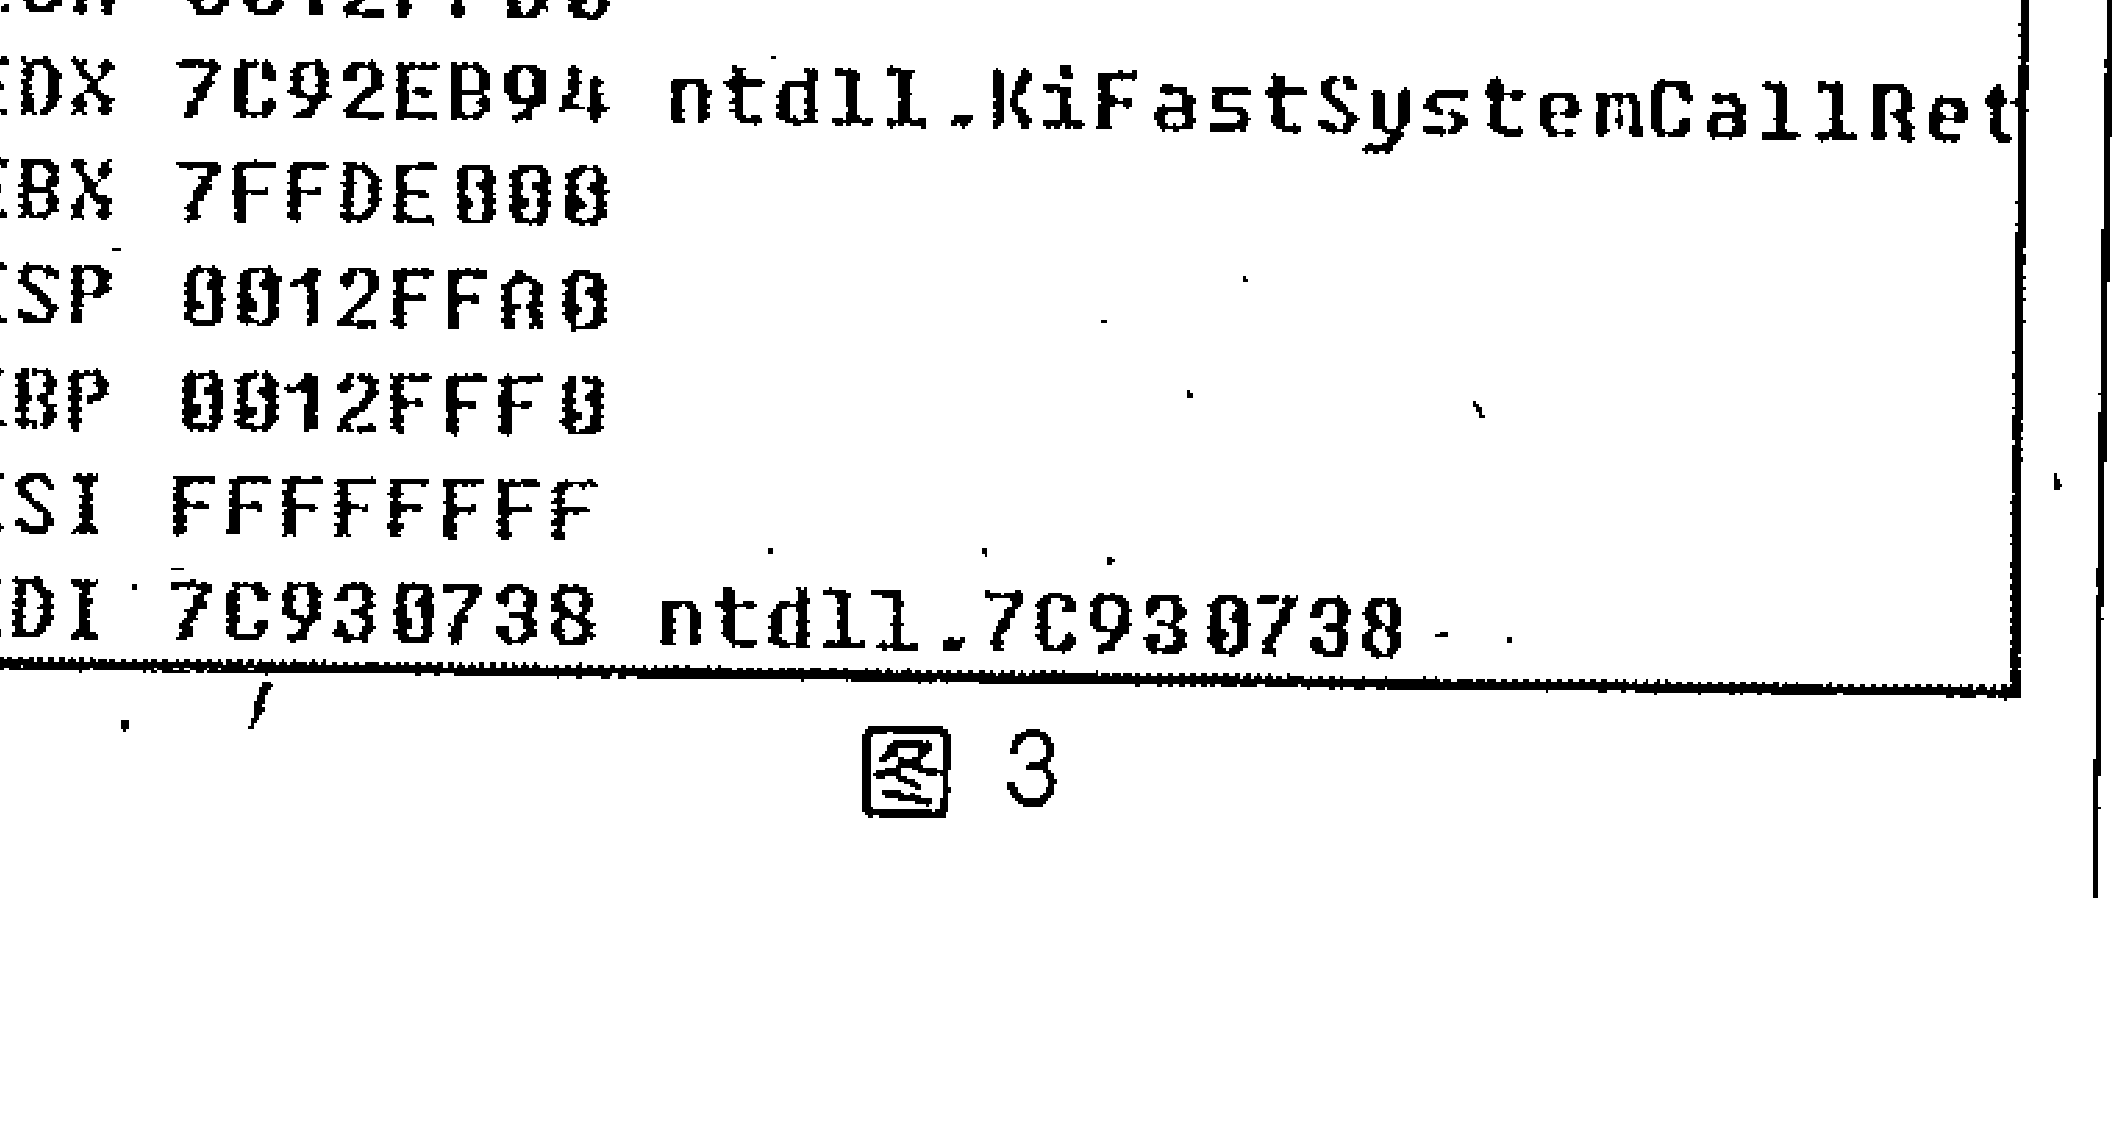 EDX 7C92EB94 ntdll.KiFastSystemCallRet
EBX 7FFDE000
ESP 0012FFA0
EBP 0012FFF0
ESI FFFFFFFF
EDI 7C930738 ntdll.7C930738
图 3